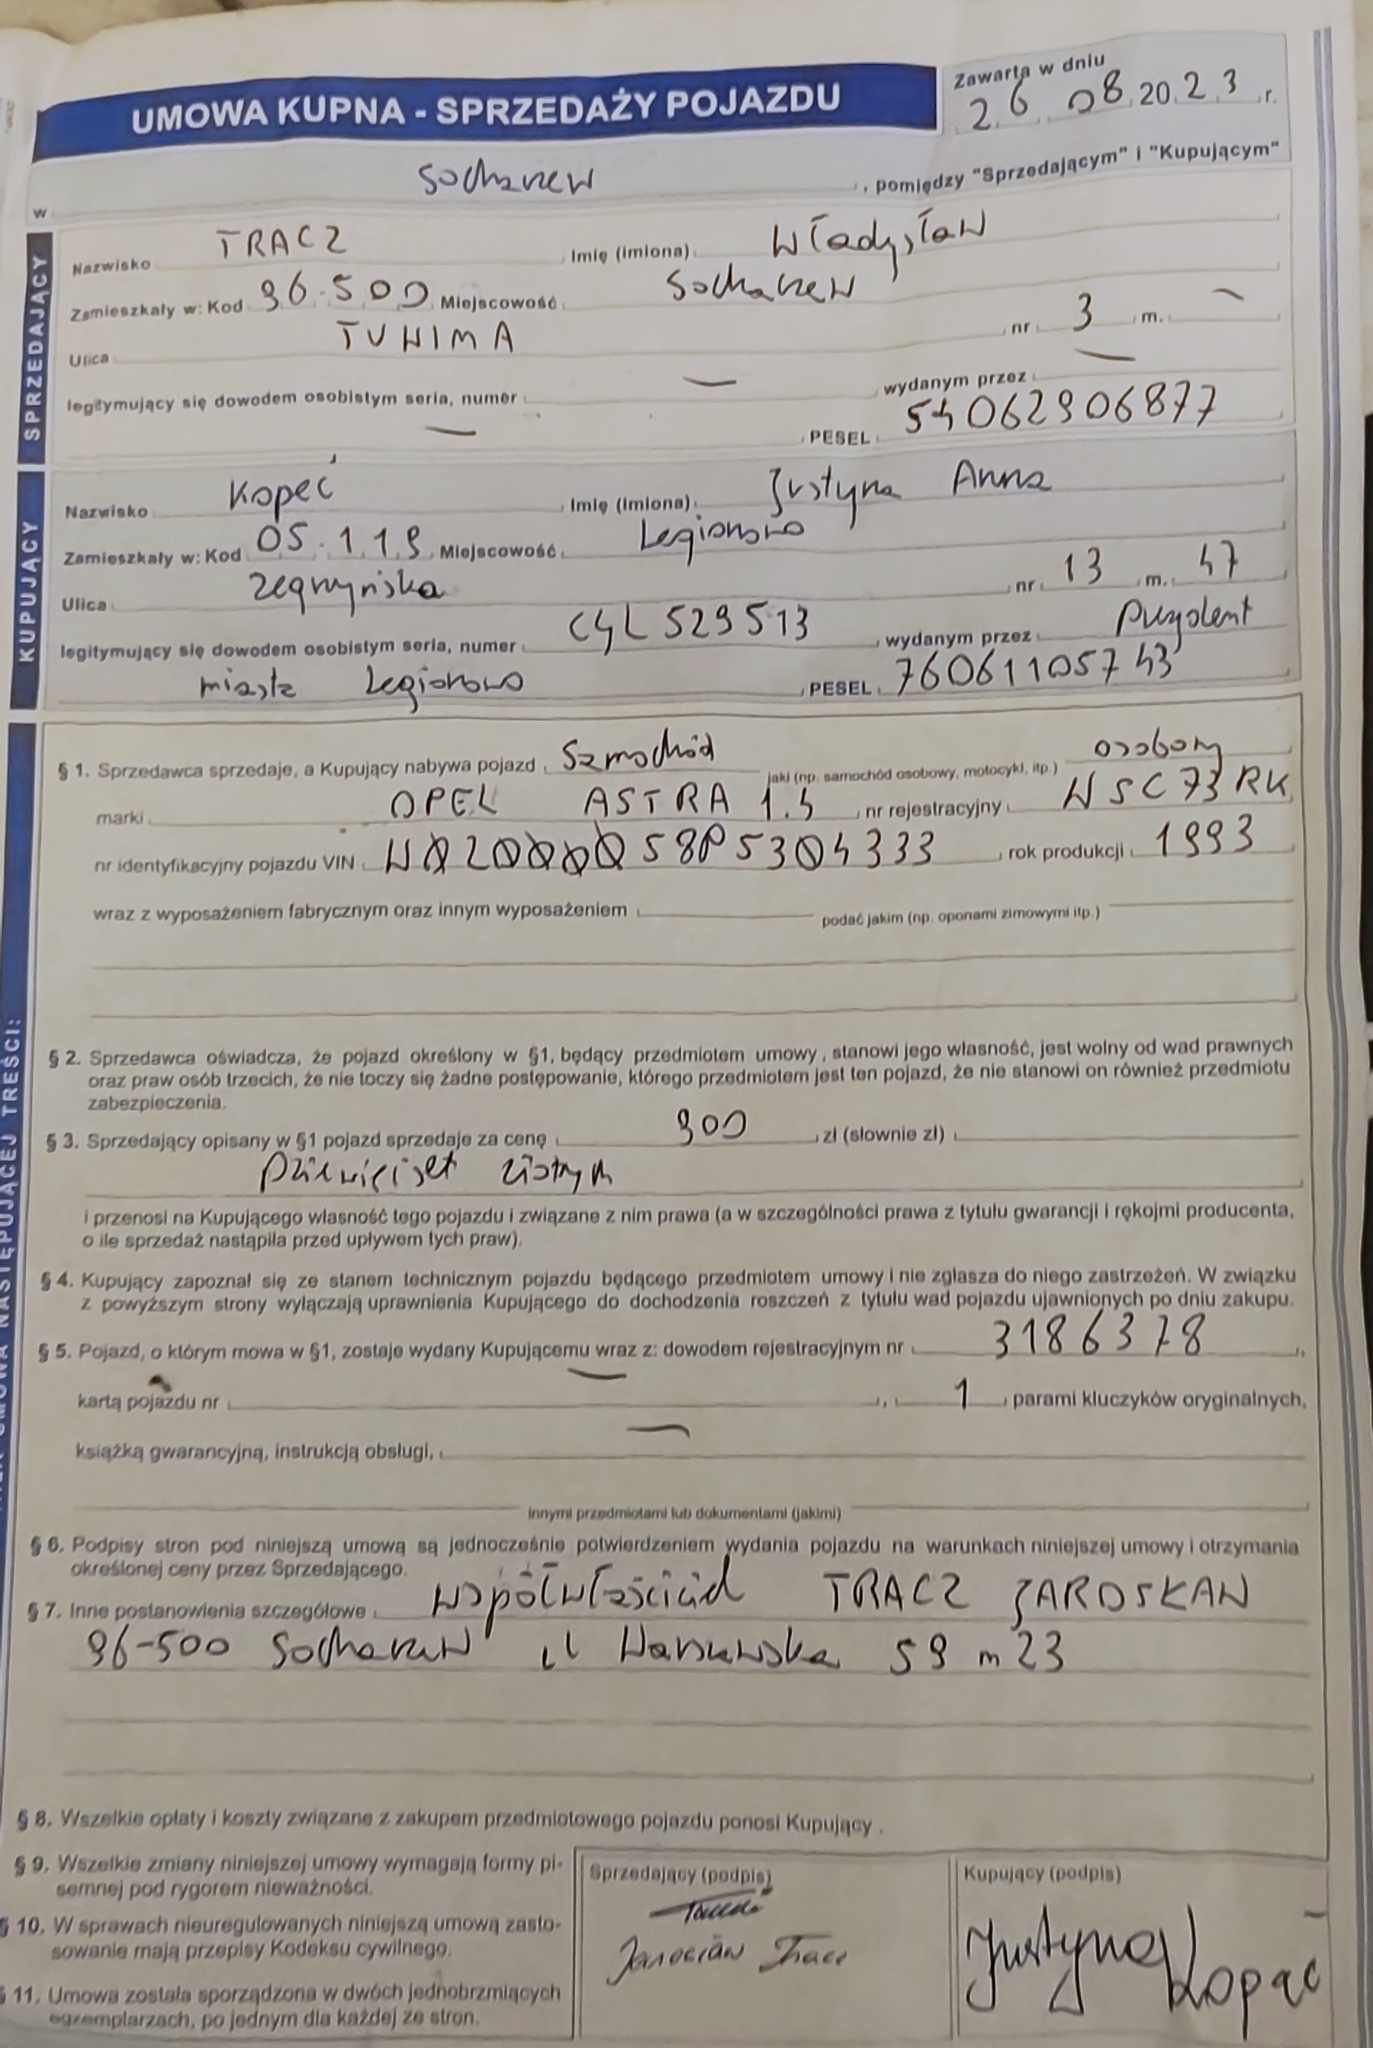 UMOWA KUPNA - SPRZEDAŻY POJAZDU
Zawarta w dniu
26 08 2023 r.
w Sochaczew, pomiędzy "Sprzedającym" i "Kupującym"
SPRZEDAJĄCY
Nazwisko TRACZ Imię (imiona) Władysław
Zamieszkały w: Kod 96-500 Miejscowość Sochaczew
Ulica TUWIMA nr 3 m. —
legitymujący się dowodem osobistym seria, numer — wydanym przez —
— PESEL 54062906877
KUPUJĄCY
Nazwisko Kopeć Imię (imiona) Justyna Anna
Zamieszkały w: Kod 05-119 Miejscowość Legionowo
Ulica Zegrzyńska nr 13 m. 47
legitymujący się dowodem osobistym seria, numer CGL 529513 wydanym przez Prezydent
miasta Legionowo PESEL 76061105743
NASTĘPUJĄCEJ TREŚCI:
§ 1. Sprzedawca sprzedaje, a Kupujący nabywa pojazd Samochód osobowy
jaki (np. samochód osobowy, motocykl, itp.)
marki OPEL ASTRA 1.4 nr rejestracyjny WSC73RK
nr identyfikacyjny pojazdu VIN W0L000058P5304333 rok produkcji 1993
wraz z wyposażeniem fabrycznym oraz innym wyposażeniem
podać jakim (np. oponami zimowymi itp.)
§ 2. Sprzedawca oświadcza, że pojazd określony w §1, będący przedmiotem umowy, stanowi jego własność, jest wolny od wad prawnych
oraz praw osób trzecich, że nie toczy się żadne postępowanie, którego przedmiotem jest ten pojazd, że nie stanowi on również przedmiotu
zabezpieczenia.
§ 3. Sprzedający opisany w §1 pojazd sprzedaje za cenę 900 zł (słownie zł)
Dziewięćset złotych
i przenosi na Kupującego własność tego pojazdu i związane z nim prawa (a w szczególności prawa z tytułu gwarancji i rękojmi producenta,
o ile sprzedaż nastąpiła przed upływem tych praw).
§ 4. Kupujący zapoznał się ze stanem technicznym pojazdu będącego przedmiotem umowy i nie zgłasza do niego zastrzeżeń. W związku
z powyższym strony wyłączają uprawnienia Kupującego do dochodzenia roszczeń z tytułu wad pojazdu ujawnionych po dniu zakupu.
§ 5. Pojazd, o którym mowa w §1, zostaje wydany Kupującemu wraz z: dowodem rejestracyjnym nr 3186378,
kartą pojazdu nr —, 1 parami kluczyków oryginalnych,
książką gwarancyjną, instrukcją obsługi, —
innymi przedmiotami lub dokumentami (jakimi)
§ 6. Podpisy stron pod niniejszą umową są jednocześnie potwierdzeniem wydania pojazdu na warunkach niniejszej umowy i otrzymania
określonej ceny przez Sprzedającego.
§ 7. Inne postanowienia szczególowe współwłaściciel TRACZ JAROSŁAW
96-500 Sochaczew ul Warszawska 59 m 23
§ 8. Wszelkie opłaty i koszty związane z zakupem przedmiotowego pojazdu ponosi Kupujący.
§ 9. Wszelkie zmiany niniejszej umowy wymagają formy pi-
semnej pod rygorem nieważności.
§ 10. W sprawach nieuregulowanych niniejszą umową zasto-
sowanie mają przepisy Kodeksu cywilnego.
§ 11. Umowa została sporządzona w dwóch jednobrzmiących
egzemplarzach, po jednym dla każdej ze stron.
Sprzedający (podpis)
Jarosław Tracz
Kupujący (podpis)
Justyna Kopeć